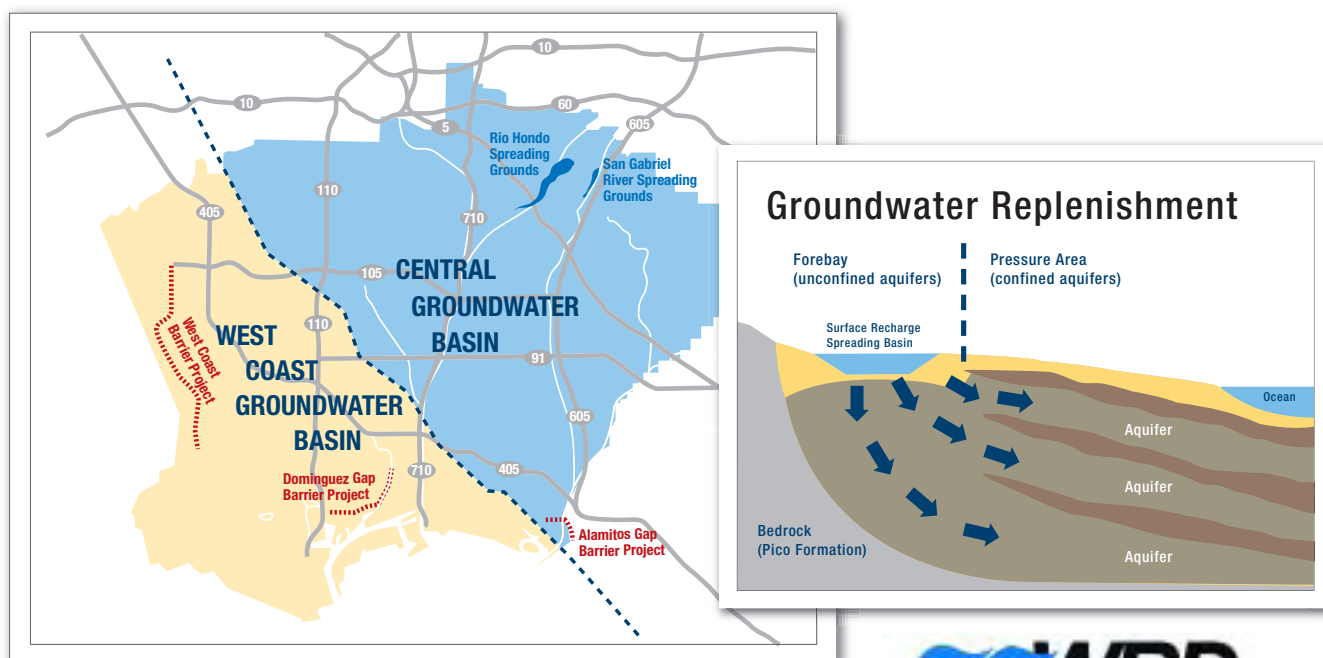 10
10
60
5
605
Rio Hondo
Spreading
Grounds
San Gabriel
River Spreading
Grounds
110
405
710
105
CENTRAL
GROUNDWATER
BASIN
West Coast
Barrier Project
110
WEST
COAST
GROUNDWATER
BASIN
91
605
Dominguez Gap
Barrier Project
710
405
Alamitos Gap
Barrier Project
Groundwater Replenishment
Forebay
(unconfined aquifers)
Pressure Area
(confined aquifers)
Surface Recharge
Spreading Basin
Ocean
Aquifer
Aquifer
Aquifer
Bedrock
(Pico Formation)